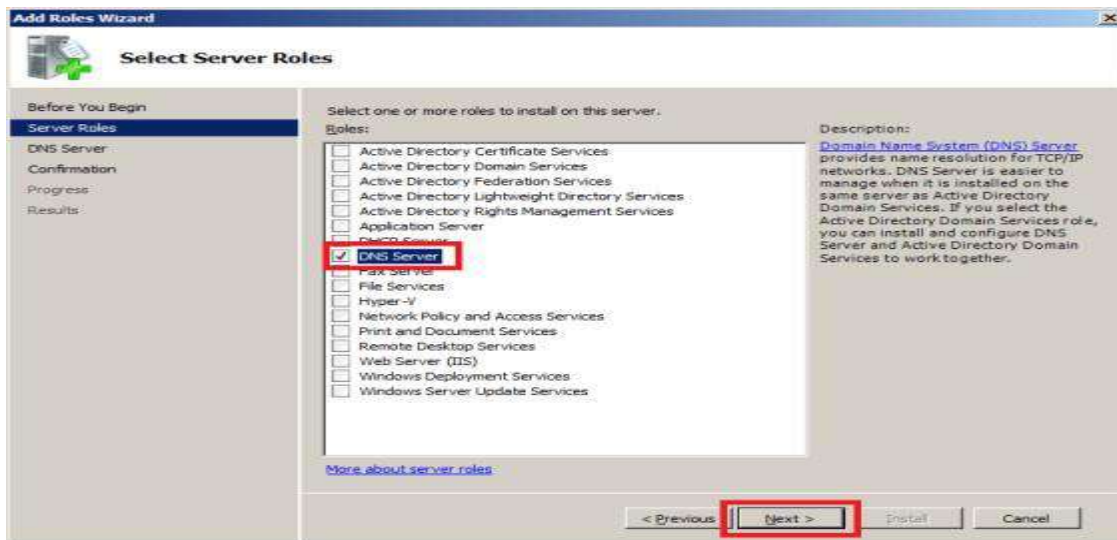 Add Roles Wizard
Select Server Roles
Before You Begin
Server Roles
DNS Server
Confirmation
Progress
Results
Select one or more roles to install on this server.
Roles:
Active Directory Certificate Services
Active Directory Domain Services
Active Directory Federation Services
Active Directory Lightweight Directory Services
Active Directory Rights Management Services
Application Server
DHCP Server
DNS Server
Fax Server
File Services
Hyper-V
Network Policy and Access Services
Print and Document Services
Remote Desktop Services
Web Server (IIS)
Windows Deployment Services
Windows Server Update Services
More about server roles
Description:
Domain Name System (DNS) Server
provides name resolution for TCP/IP
networks. DNS Server is easier to
manage when it is installed on the
same server as Active Directory
Domain Services. If you select the
Active Directory Domain Services role,
you can install and configure DNS
Server and Active Directory Domain
Services to work together.
< Previous
Next >
Install
Cancel